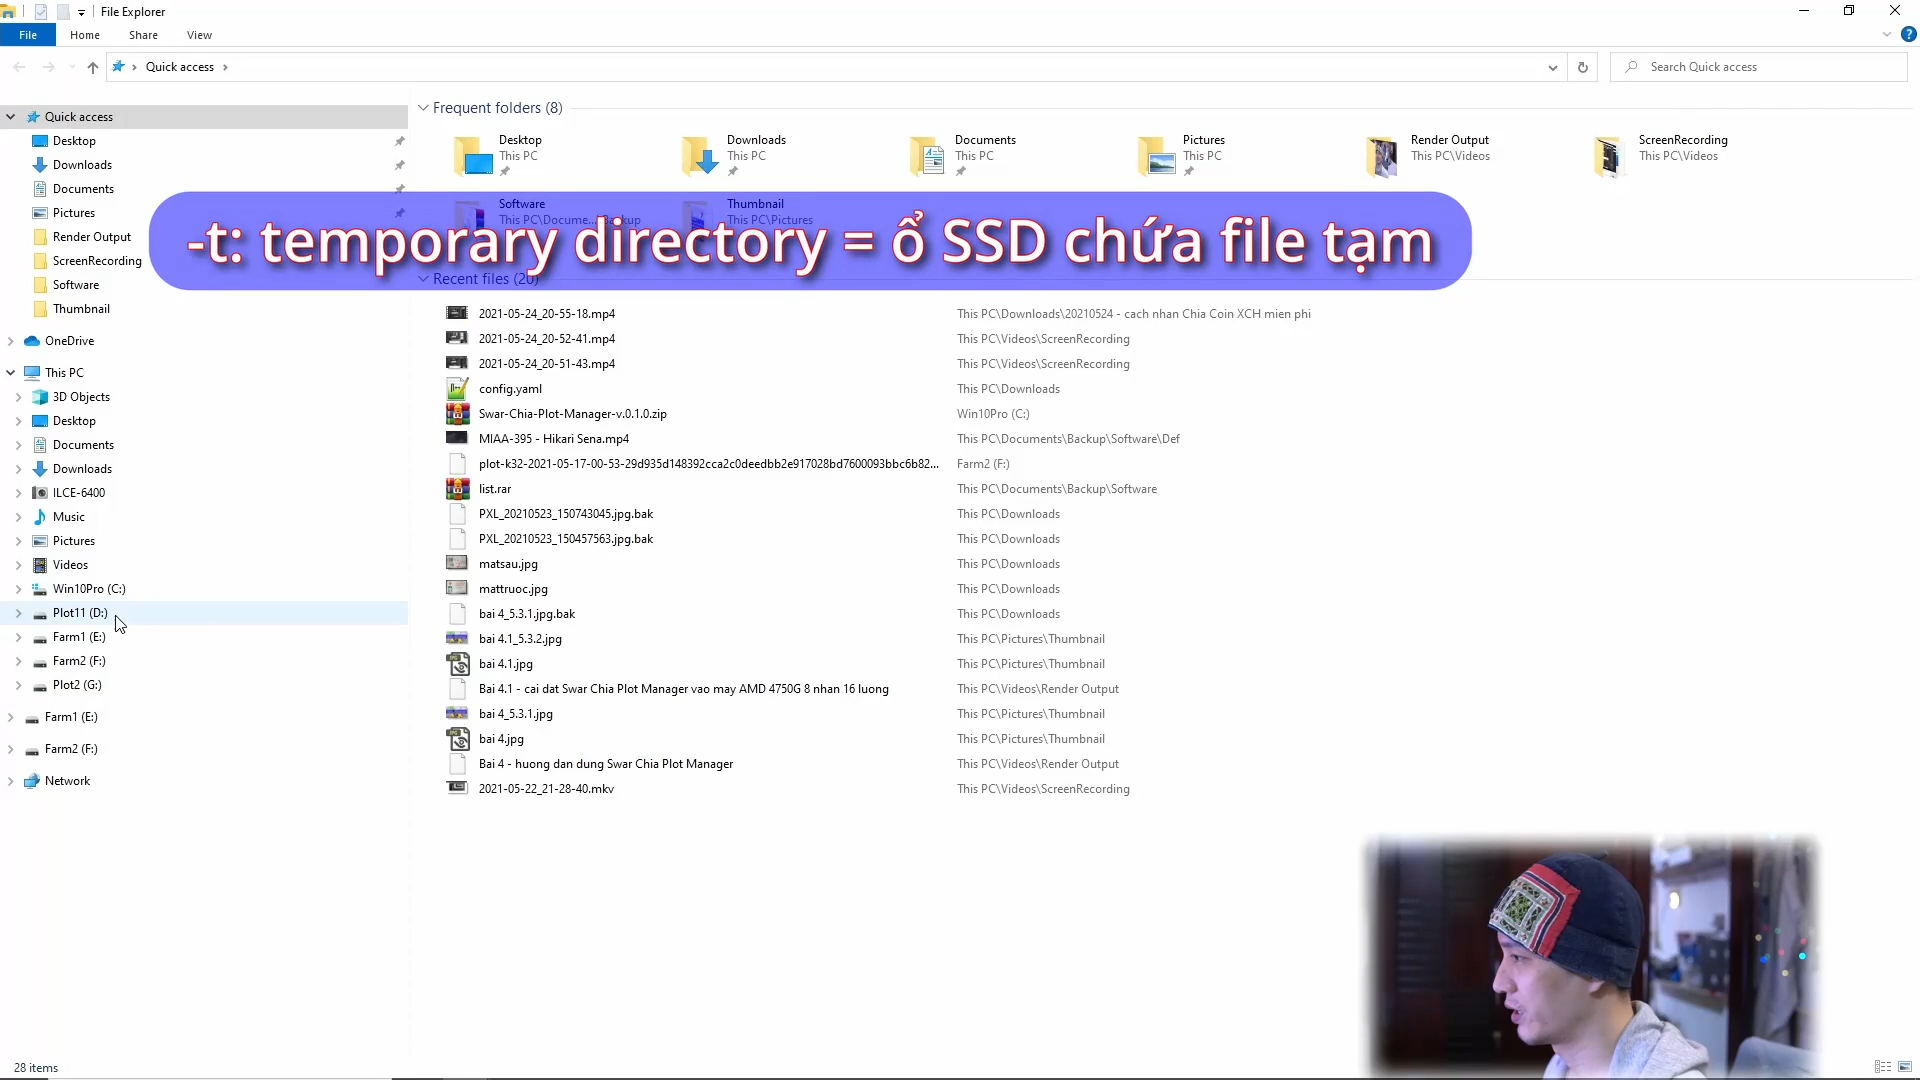 File Explorer
File Home Share View
Quick access
Search Quick access
Quick access
Desktop
Downloads
Documents
Pictures
Render Output
ScreenRecording
Software
Thumbnail
OneDrive
This PC
3D Objects
Desktop
Documents
Downloads
ILCE-6400
Music
Pictures
Videos
Win10Pro (C:)
Plot11 (D:)
Farm1 (E:)
Farm2 (F:)
Plot2 (G:)
Farm1 (E:)
Farm2 (F:)
Network
Frequent folders (8)
Desktop
This PC
Downloads
This PC
Documents
This PC
Pictures
This PC
Render Output
This PC\Videos
ScreenRecording
This PC\Videos
Software
This PC\Docume...Backup
Thumbnail
This PC\Pictures
-t: temporary directory = ổ SSD chứa file tạm
Recent files (20)
2021-05-24_20-55-18.mp4 This PC\Downloads\20210524 - cach nhan Chia Coin XCH mien phi
2021-05-24_20-52-41.mp4 This PC\Videos\ScreenRecording
2021-05-24_20-51-43.mp4 This PC\Videos\ScreenRecording
config.yaml This PC\Downloads
Swar-Chia-Plot-Manager-v.0.1.0.zip Win10Pro (C:)
MIAA-395 - Hikari Sena.mp4 This PC\Documents\Backup\Software\Def
plot-k32-2021-05-17-00-53-29d935d148392cca2c0deedbb2e917028bd7600093bbc6b82... Farm2 (F:)
list.rar This PC\Documents\Backup\Software
PXL_20210523_150743045.jpg.bak This PC\Downloads
PXL_20210523_150457563.jpg.bak This PC\Downloads
matsau.jpg This PC\Downloads
mattruoc.jpg This PC\Downloads
bai 4_5.3.1.jpg.bak This PC\Downloads
bai 4.1_5.3.2.jpg This PC\Pictures\Thumbnail
bai 4.1.jpg This PC\Pictures\Thumbnail
Bai 4.1 - cai dat Swar Chia Plot Manager vao may AMD 4750G 8 nhan 16 luong This PC\Videos\Render Output
bai 4_5.3.1.jpg This PC\Pictures\Thumbnail
bai 4.jpg This PC\Pictures\Thumbnail
Bai 4 - huong dan dung Swar Chia Plot Manager This PC\Videos\Render Output
2021-05-22_21-28-40.mkv This PC\Videos\ScreenRecording
28 items